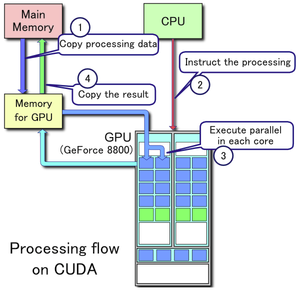 Main
Memory
CPU
1
Copy processing data
Instruct the processing
2
4
Copy the result
Memory
for GPU
GPU
(GeForce 8800)
Execute parallel
in each core
3
Processing flow
on CUDA